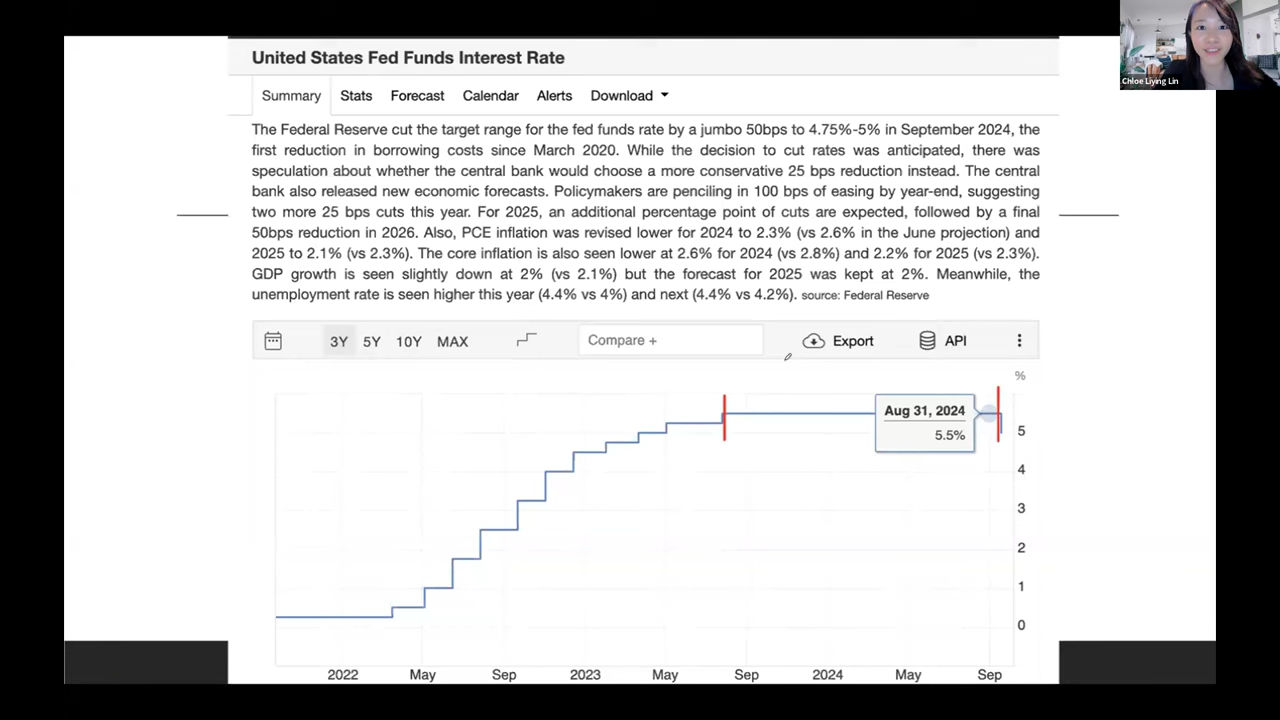 United States Fed Funds Interest Rate
Summary Stats Forecast Calendar Alerts Download
The Federal Reserve cut the target range for the fed funds rate by a jumbo 50bps to 4.75%-5% in September 2024, the
first reduction in borrowing costs since March 2020. While the decision to cut rates was anticipated, there was
speculation about whether the central bank would choose a more conservative 25 bps reduction instead. The central
bank also released new economic forecasts. Policymakers are penciling in 100 bps of easing by year-end, suggesting
two more 25 bps cuts this year. For 2025, an additional percentage point of cuts are expected, followed by a final
50bps reduction in 2026. Also, PCE inflation was revised lower for 2024 to 2.3% (vs 2.6% in the June projection) and
2025 to 2.1% (vs 2.3%). The core inflation is also seen lower at 2.6% for 2024 (vs 2.8%) and 2.2% for 2025 (vs 2.3%).
GDP growth is seen slightly down at 2% (vs 2.1%) but the forecast for 2025 was kept at 2%. Meanwhile, the
unemployment rate is seen higher this year (4.4% vs 4%) and next (4.4% vs 4.2%). source: Federal Reserve
3Y 5Y 10Y MAX Compare + Export API
%
Aug 31, 2024
5.5%
5
4
3
2
1
0
2022 May Sep 2023 May Sep 2024 May Sep
Chloe Liying Lin